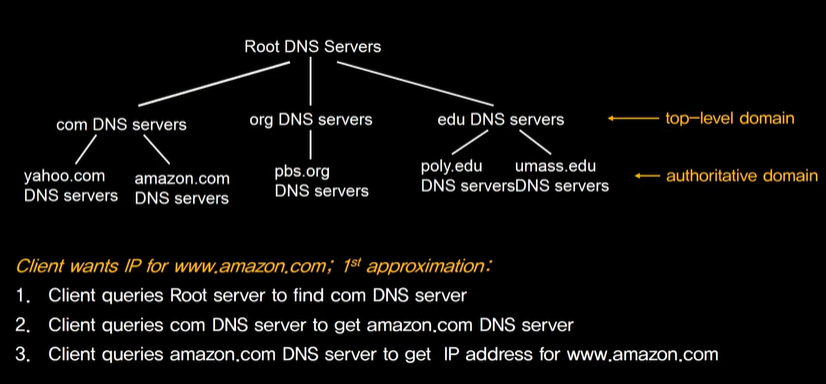 Root DNS Servers
com DNS servers
org DNS servers
edu DNS servers
top-level domain
yahoo.com
DNS servers
amazon.com
DNS servers
pbs.org
DNS servers
poly.edu
DNS servers
umass.edu
DNS servers
authoritative domain
Client wants IP for www.amazon.com; 1st approximation:
1. Client queries Root server to find com DNS server
2. Client queries com DNS server to get amazon.com DNS server
3. Client queries amazon.com DNS server to get IP address for www.amazon.com